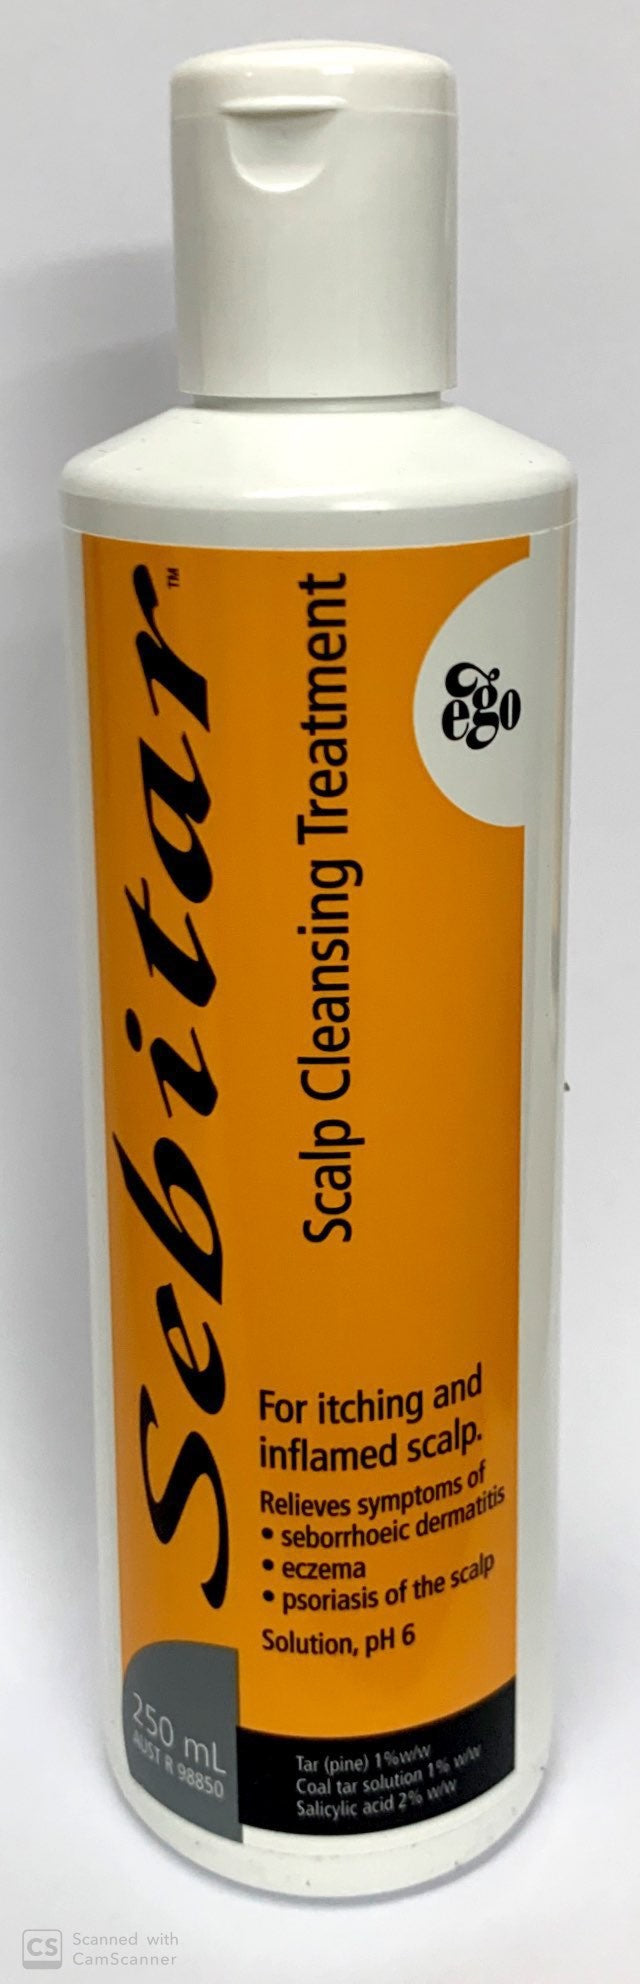 Sebitar™
Scalp Cleansing Treatment
ego
For itching and
inflamed scalp.
Relieves symptoms of
• seborrhoeic dermatitis
• eczema
• psoriasis of the scalp
Solution, pH 6
250 mL
AUST R 98850
Tar (pine) 1%w/w
Coal tar solution 1% w/w
Salicylic acid 2% w/w
CS
Scanned with
CamScanner